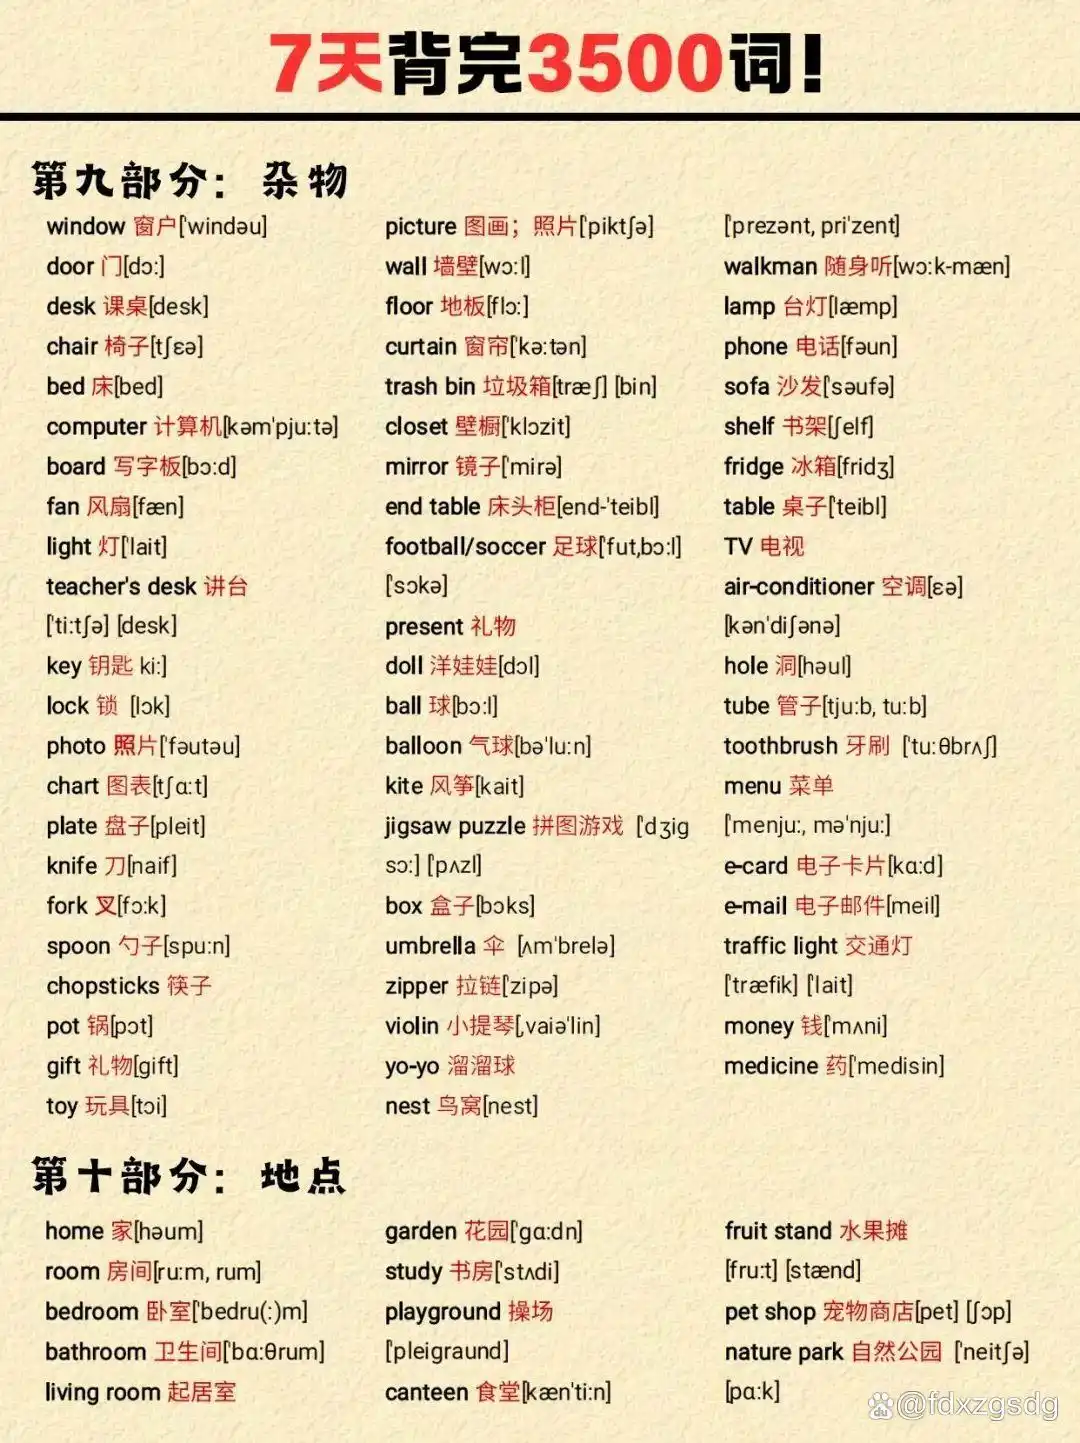 7天背完3500词!
第九部分：杂物
window 窗户['windəu]
door 门[dɔ:]
desk 课桌[desk]
chair 椅子[tʃɛə]
bed 床[bed]
computer 计算机[kəm'pju:tə]
board 写字板[bɔ:d]
fan 风扇[fæn]
light 灯['lait]
teacher's desk 讲台
['ti:tʃə] [desk]
key 钥匙 ki:]
lock 锁 [lɔk]
photo 照片['fəutəu]
chart 图表[tʃɑ:t]
plate 盘子[pleit]
knife 刀[naif]
fork 叉[fɔ:k]
spoon 勺子[spu:n]
chopsticks 筷子
pot 锅[pɔt]
gift 礼物[gift]
toy 玩具[tɔi]
picture 图画；照片['piktʃə]
wall 墙壁[wɔ:l]
floor 地板[flɔ:]
curtain 窗帘['kə:tən]
trash bin 垃圾箱[træʃ] [bin]
closet 壁橱['klɔzit]
mirror 镜子['mirə]
end table 床头柜[end-'teibl]
football/soccer 足球['fut,bɔ:l]
['sɔkə]
present 礼物
doll 洋娃娃[dɔl]
ball 球[bɔ:l]
balloon 气球[bə'lu:n]
kite 风筝[kait]
jigsaw puzzle 拼图游戏 ['dʒig
sɔ:] ['pʌzl]
box 盒子[bɔks]
umbrella 伞 [ʌm'brelə]
zipper 拉链['zipə]
violin 小提琴[,vaiə'lin]
yo-yo 溜溜球
nest 鸟窝[nest]
['prezənt, pri'zent]
walkman 随身听[wɔ:k-mæn]
lamp 台灯[læmp]
phone 电话[fəun]
sofa 沙发['səufə]
shelf 书架[ʃelf]
fridge 冰箱[fridʒ]
table 桌子['teibl]
TV 电视
air-conditioner 空调[ɛə]
[kən'diʃənə]
hole 洞[həul]
tube 管子[tju:b, tu:b]
toothbrush 牙刷 ['tu:θbrʌʃ]
menu 菜单
['menju:, mə'nju:]
e-card 电子卡片[kɑ:d]
e-mail 电子邮件[meil]
traffic light 交通灯
['træfik] ['lait]
money 钱['mʌni]
medicine 药['medisin]
第十部分：地点
home 家[həum]
room 房间[ru:m, rum]
bedroom 卧室['bedru(:)m]
bathroom 卫生间['bɑ:θrum]
living room 起居室
garden 花园['gɑ:dn]
study 书房['stʌdi]
playground 操场
['pleigraund]
canteen 食堂[kæn'ti:n]
fruit stand 水果摊
[fru:t] [stænd]
pet shop 宠物商店[pet] [ʃɔp]
nature park 自然公园 ['neitʃə]
[pɑ:k]
@fdxzgsdg